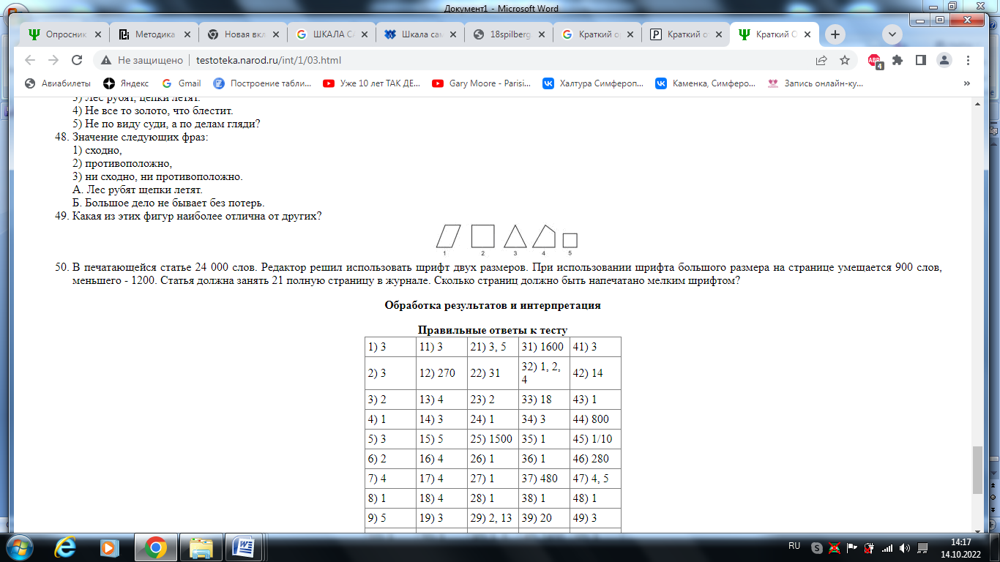 Документ1 - Microsoft Word
Опросник
Методика
Новая вкл
ШКАЛА СА
Шкала сам
18spilberg
Краткий ор
Краткий о
Краткий О
Не защищено | testoteka.narod.ru/int/1/03.html
ABP
4
Авиабилеты
Яндекс
Gmail
Построение табли...
Уже 10 лет ТАК ДЕ...
Gary Moore - Parisi...
Халтура Симфероп...
Каменка, Симферо...
Запись онлайн-ку...
»
3) Лес рубят, щепки летят.
4) Не все то золото, что блестит.
5) Не по виду суди, а по делам гляди?
48. Значение следующих фраз:
1) сходно,
2) противоположно,
3) ни сходно, ни противоположно.
А. Лес рубят щепки летят.
Б. Большое дело не бывает без потерь.
49. Какая из этих фигур наиболее отлична от других?
1 2 3 4 5
50. В печатающейся статье 24 000 слов. Редактор решил использовать шрифт двух размеров. При использовании шрифта большого размера на странице умещается 900 слов,
меньшего - 1200. Статья должна занять 21 полную страницу в журнале. Сколько страниц должно быть напечатано мелким шрифтом?
Обработка результатов и интерпретация
Правильные ответы к тесту
1) 3 11) 3 21) 3, 5 31) 1600 41) 3
2) 3 12) 270 22) 31 32) 1, 2, 4 42) 14
3) 2 13) 4 23) 2 33) 18 43) 1
4) 1 14) 3 24) 1 34) 3 44) 800
5) 3 15) 5 25) 1500 35) 1 45) 1/10
6) 2 16) 4 26) 1 36) 1 46) 280
7) 4 17) 4 27) 1 37) 480 47) 4, 5
8) 1 18) 4 28) 1 38) 1 48) 1
9) 5 19) 3 29) 2, 13 39) 20 49) 3
RU
14:17
14.10.2022